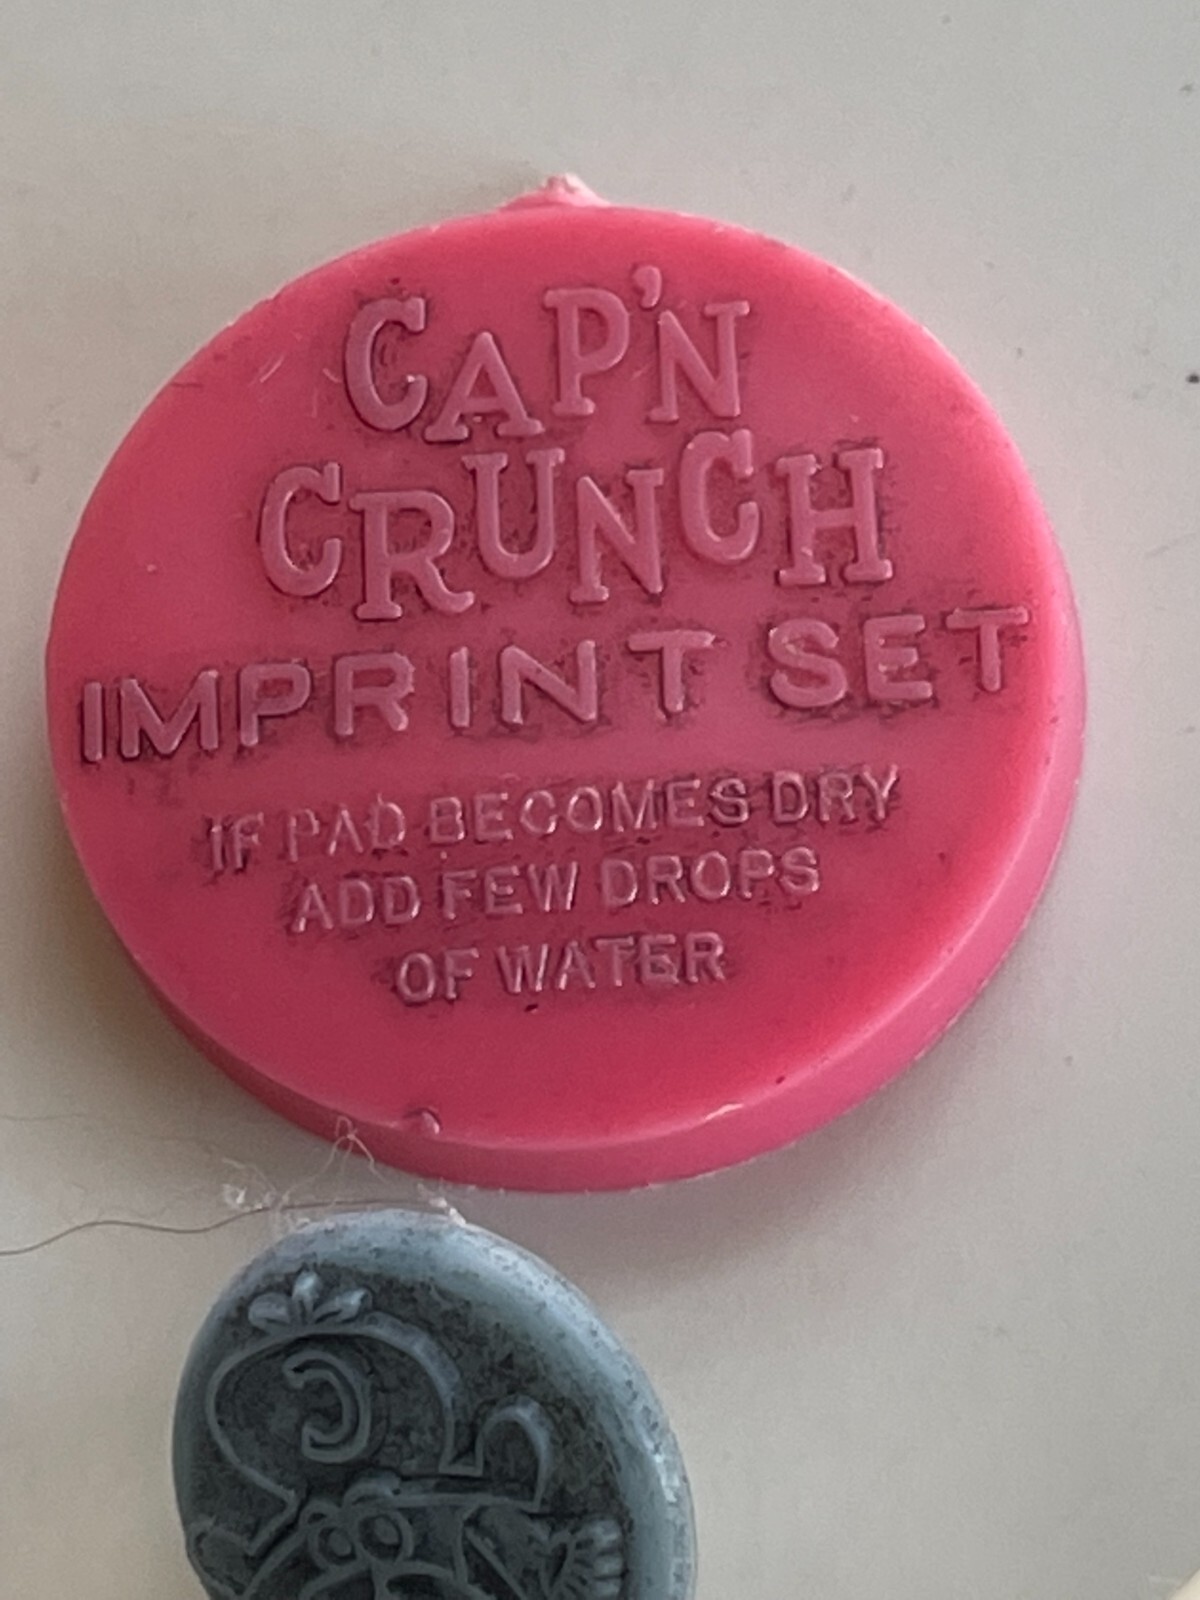 CAP'N
CRUNCH
IMPRINT SET
IF PAD BECOMES DRY
ADD FEW DROPS
OF WATER